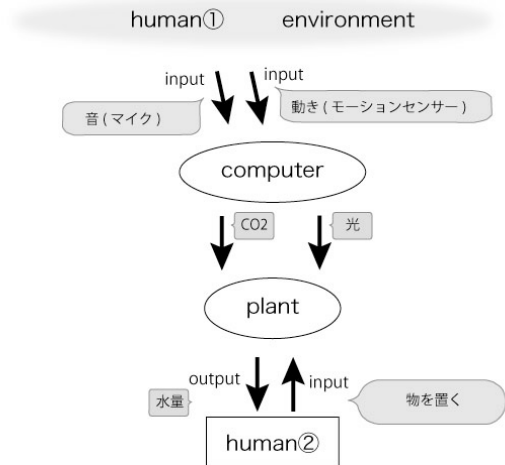 human① environment
input input
音 ( マイク )
動き ( モーションセンサー )
computer
CO2 光
plant
output input
水量
物を置く
human②